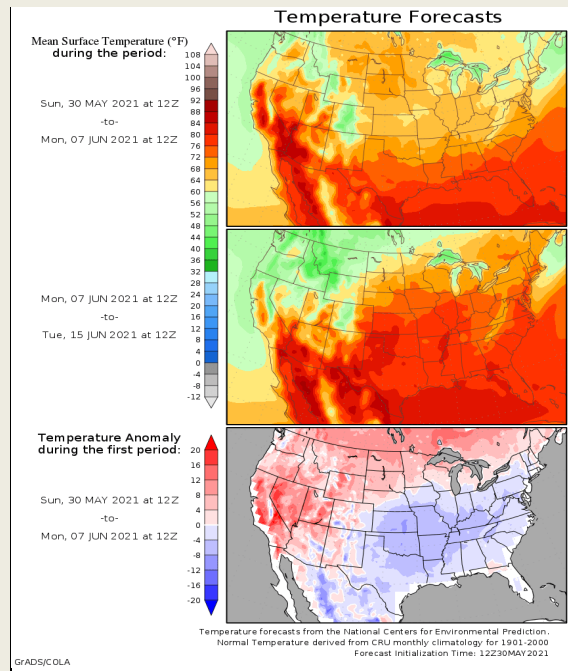 Temperature Forecasts
Mean Surface Temperature (°F)
during the period:
Sun, 30 MAY 2021 at 12Z
-to-
Mon, 07 JUN 2021 at 12Z
108
104
100
96
92
88
84
80
76
72
68
64
60
56
52
48
44
40
36
32
28
24
20
16
12
8
4
0
-4
-8
-12
Mon, 07 JUN 2021 at 12Z
-to-
Tue, 15 JUN 2021 at 12Z
Temperature Anomaly
during the first period:
Sun, 30 MAY 2021 at 12Z
-to-
Mon, 07 JUN 2021 at 12Z
20
16
12
8
4
0
-4
-8
-12
-16
-20
Temperature forecasts from the National Centers for Environmental Prediction.
Normal Temperature derived from CRU monthly climatology for 1901-2000
Forecast Initialization Time: 12Z30MAY2021
GrADS/COLA